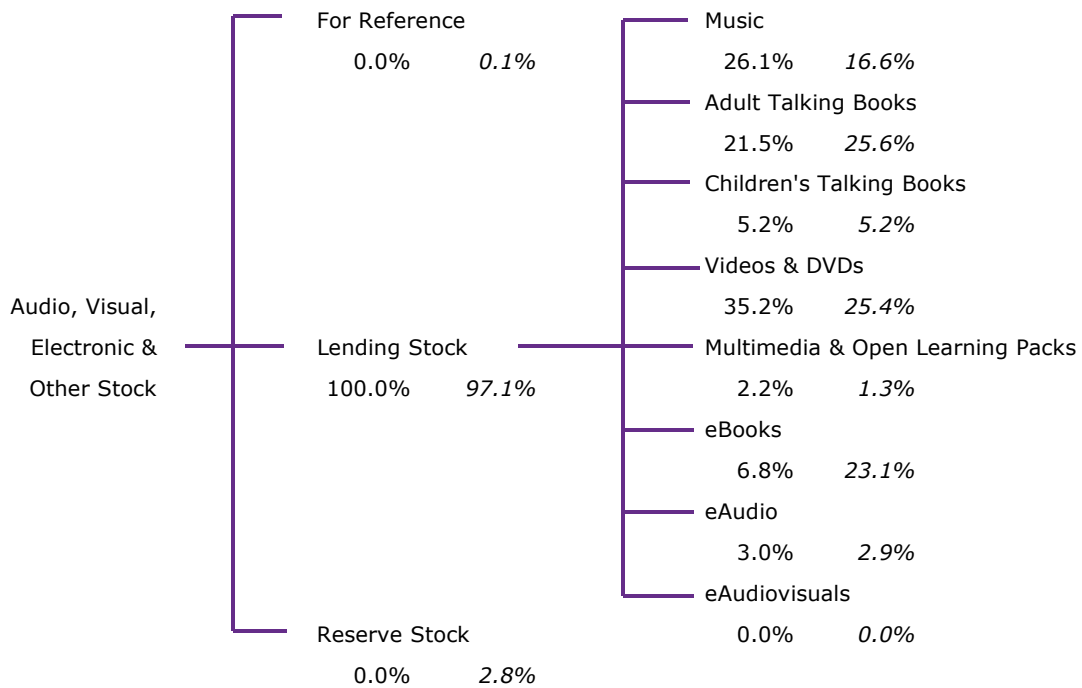 Audio, Visual,
Electronic &
Other Stock
For Reference
0.0% 0.1%
Lending Stock
100.0% 97.1%
Reserve Stock
0.0% 2.8%
Music
26.1% 16.6%
Adult Talking Books
21.5% 25.6%
Children's Talking Books
5.2% 5.2%
Videos & DVDs
35.2% 25.4%
Multimedia & Open Learning Packs
2.2% 1.3%
eBooks
6.8% 23.1%
eAudio
3.0% 2.9%
eAudiovisuals
0.0% 0.0%